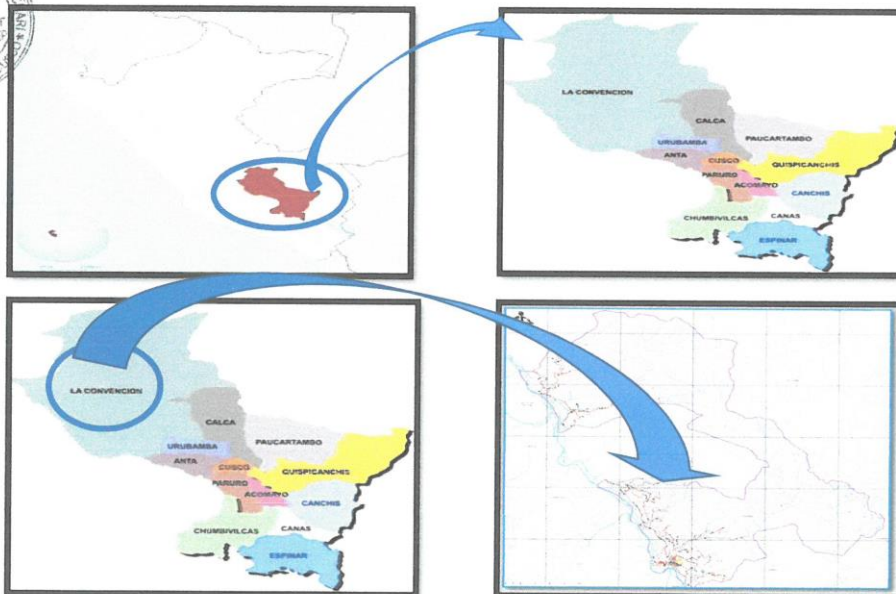 LA CONVENCION
CALCA
PAUCARTAMBO
URUBAMBA
ANTA
CUSCO
QUISPICANCHIS
PARURO
ACOMAYO
CANCHIS
CHUMBIVILCAS
CANAS
ESPINAR
LA CONVENCION
CALCA
PAUCARTAMBO
URUBAMBA
ANTA
CUSCO
QUISPICANCHIS
PARURO
ACOMAYO
CANCHIS
CHUMBIVILCAS
CANAS
ESPINAR